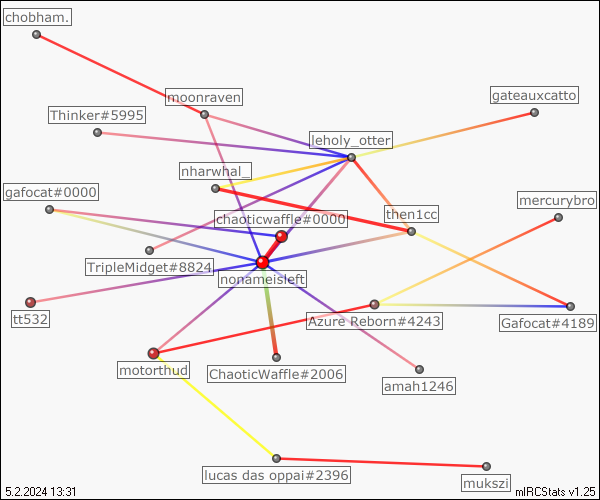 chobham.
moonraven
gateauxcatto
Thinker#5995
leholy_otter
nharwhal_
gafocat#0000
mercurybro
then1cc
chaoticwaffle#0000
TripleMidget#8824
nonameisleft
tt532
Azure Reborn#4243
Gafocat#4189
motorthud
ChaoticWaffle#2006
amah1246
lucas das oppai#2396
mukszi
5.2.2024 13:31
mIRCStats v1.25